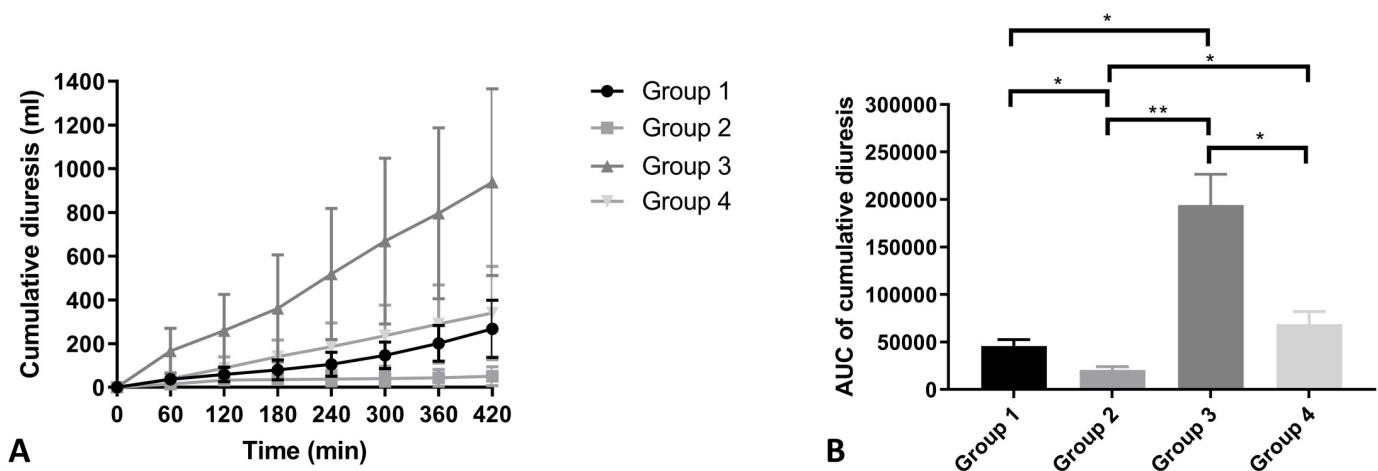 Cumulative diuresis (ml)
1400
1200
1000
800
600
400
200
0
0 60 120 180 240 300 360 420
Time (min)
Group 1
Group 2
Group 3
Group 4
A
AUC of cumulative diuresis
300000
250000
200000
150000
100000
50000
0
*
*
*
**
*
Group 1
Group 2
Group 3
Group 4
B